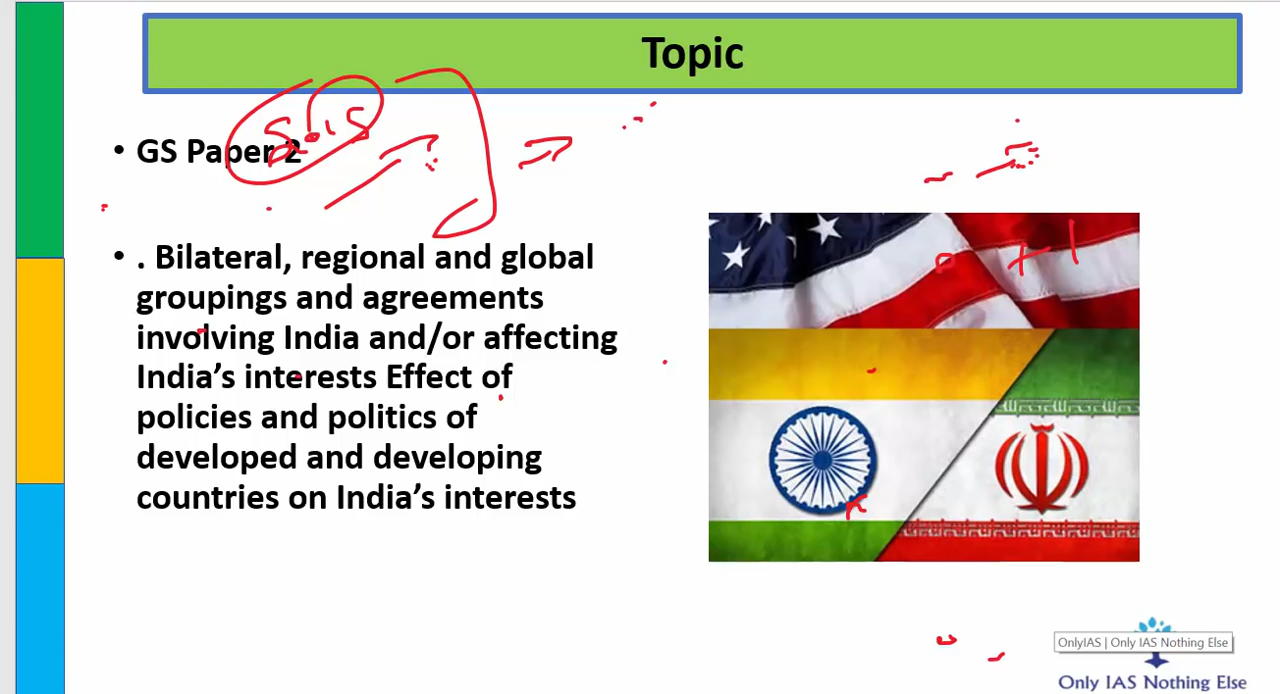 Topic
• GS Paper 2
• . Bilateral, regional and global
groupings and agreements
involving India and/or affecting
India's interests Effect of
policies and politics of
developed and developing
countries on India's interests
OnlyIAS | Only IAS Nothing Else
Only IAS Nothing Else